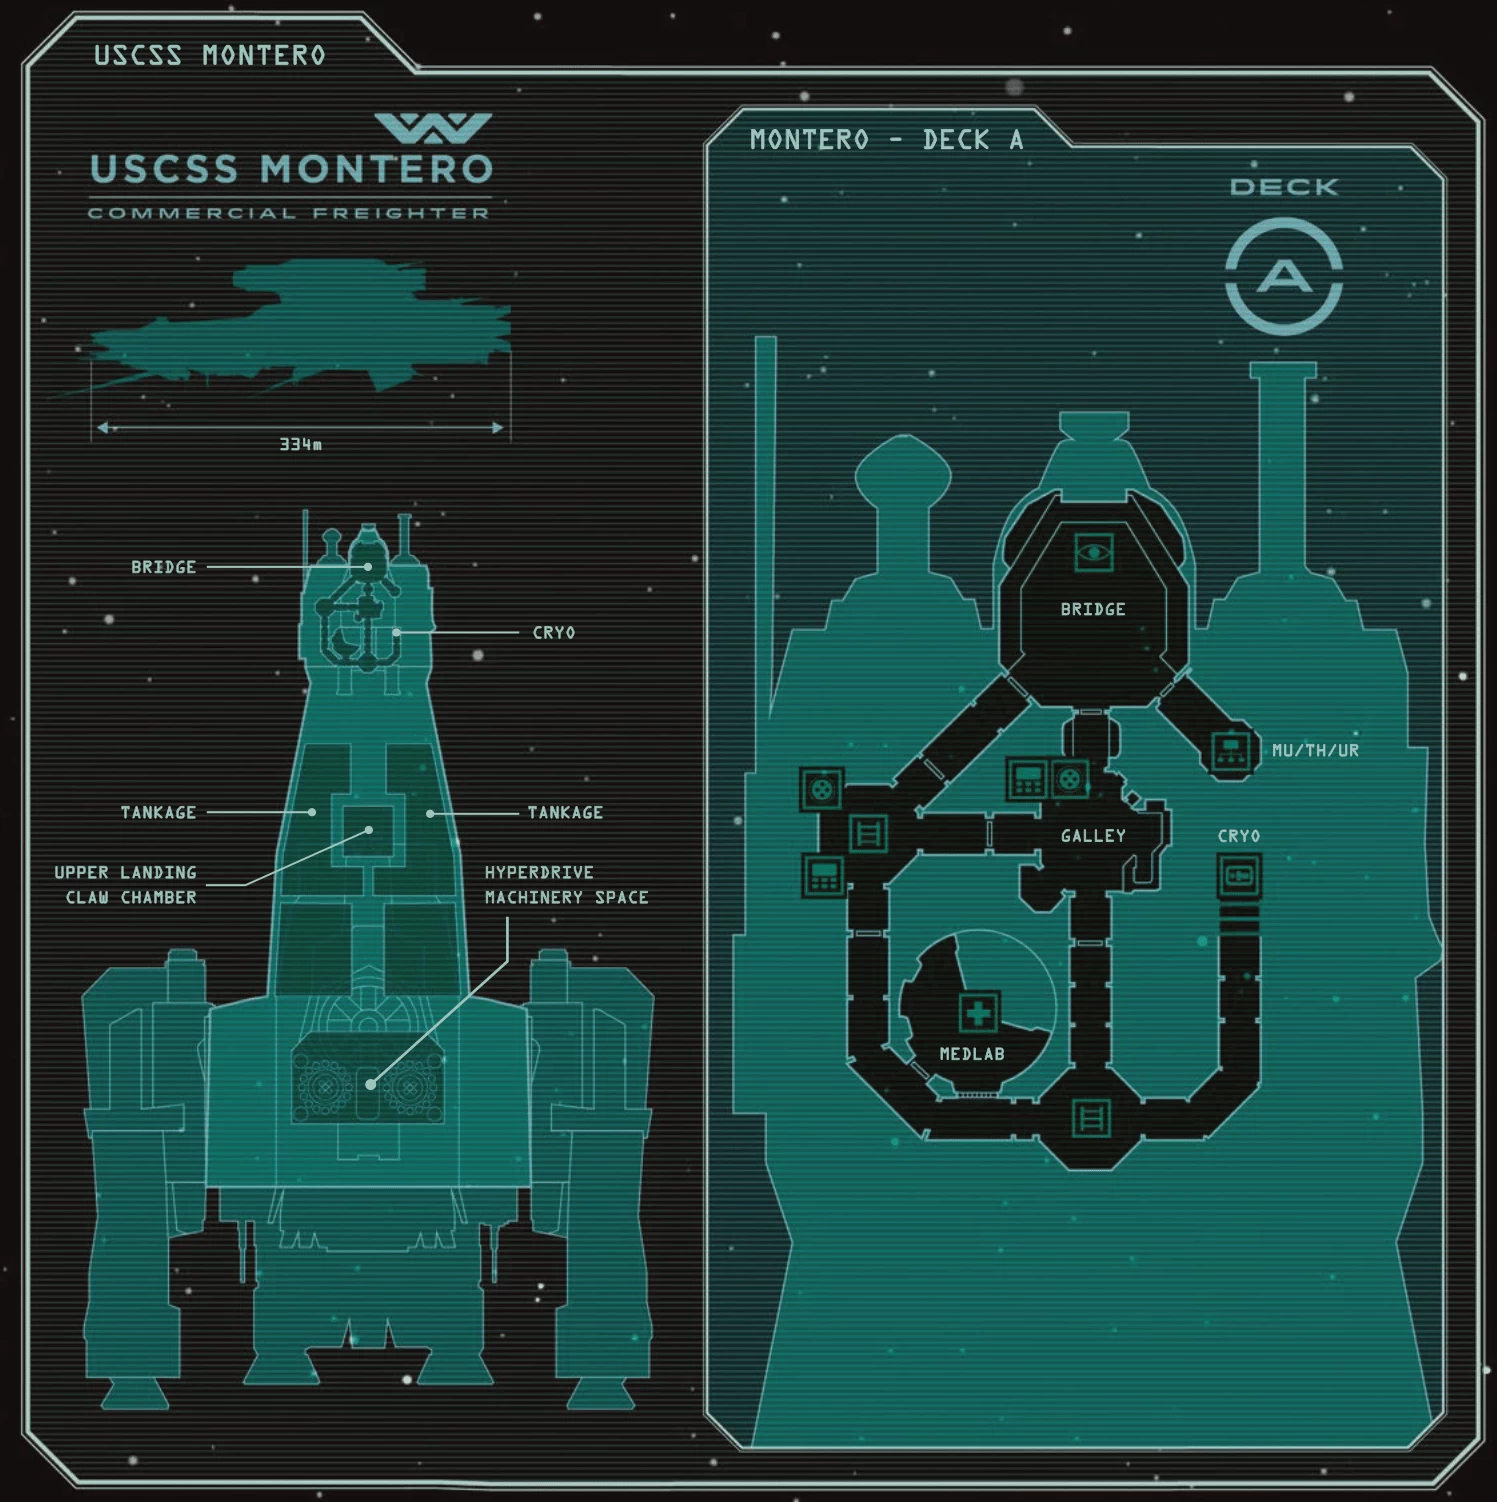 USCSS MONTERO
USCSS MONTERO
COMMERCIAL FREIGHTER
334m
BRIDGE
CRYO
TANKAGE
TANKAGE
UPPER LANDING
CLAW CHAMBER
HYPERDRIVE
MACHINERY SPACE
MONTERO - DECK A
DECK
A
BRIDGE
MU/TH/UR
GALLEY
CRYO
MEDLAB